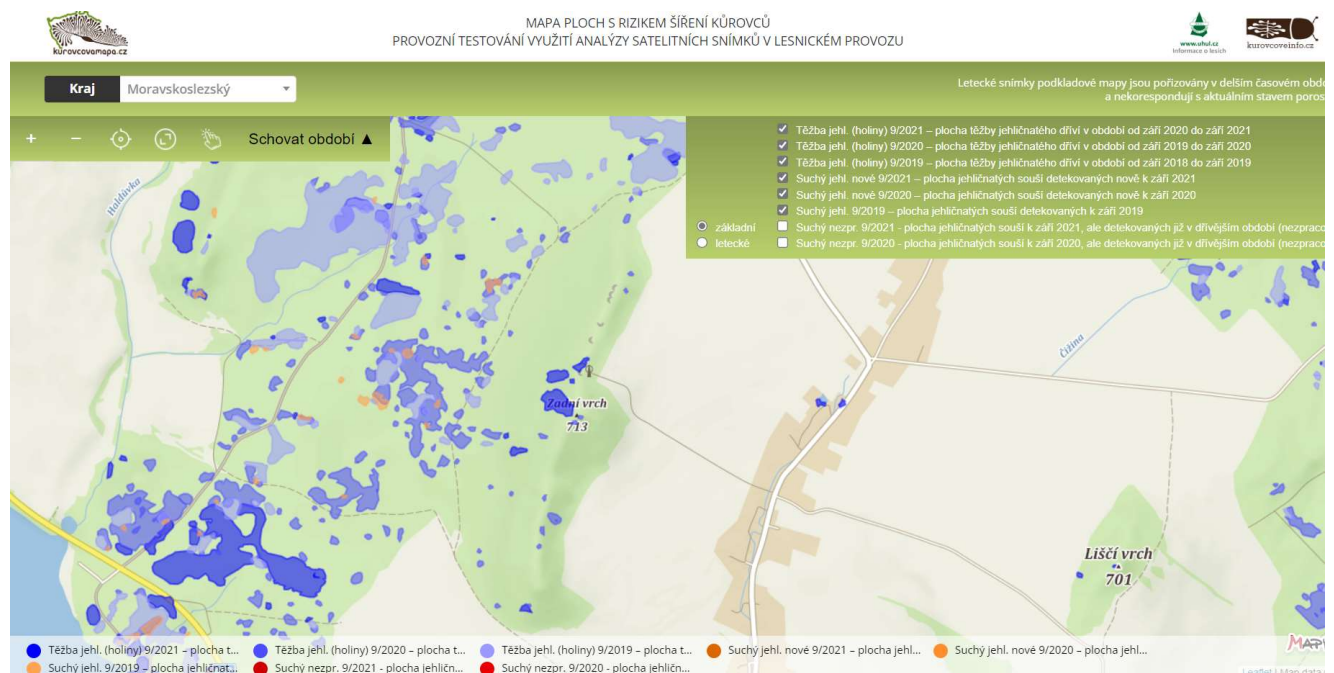 kůrovcovamapa.cz
MAPA PLOCH S RIZIKEM ŠÍŘENÍ KŮROVCŮ
PROVOZNÍ TESTOVÁNÍ VYUŽITÍ ANALÝZY SATELITNÍCH SNÍMKŮ V LESNICKÉM PROVOZU
www.uhul.cz
Informace o lesích
kurovcoveinfo.cz
Kraj
Moravskoslezský
Letecké snímky podkladové mapy jsou pořizovány v delším časovém obdo
a nekorespondují s aktuálním stavem poros
+ −
Schovat období ▲
Těžba jehl. (holiny) 9/2021 – plocha těžby jehličnatého dříví v období od září 2020 do září 2021
Těžba jehl. (holiny) 9/2020 – plocha těžby jehličnatého dříví v období od září 2019 do září 2020
Těžba jehl. (holiny) 9/2019 – plocha těžby jehličnatého dříví v období od září 2018 do září 2019
Suchý jehl. nové 9/2021 – plocha jehličnatých souší detekovaných nově k září 2021
Suchý jehl. nové 9/2020 – plocha jehličnatých souší detekovaných nově k září 2020
Suchý jehl. 9/2019 – plocha jehličnatých souší detekovaných k září 2019
základní
Suchý nezpr. 9/2021 - plocha jehličnatých souší k září 2021, ale detekovaných již v dřívějším období (nezpraco
letecké
Suchý nezpr. 9/2020 - plocha jehličnatých souší k září 2020, ale detekovaných již v dřívějším období (nezpraco
Haldůvka
Čižina
Zadní vrch
713
Liščí vrch
701
Těžba jehl. (holiny) 9/2021 – plocha t...
Těžba jehl. (holiny) 9/2020 – plocha t...
Těžba jehl. (holiny) 9/2019 – plocha t...
Suchý jehl. nové 9/2021 – plocha jehl...
Suchý jehl. nové 9/2020 – plocha jehl...
Suchý jehl. 9/2019 – plocha jehličnat...
Suchý nezpr. 9/2021 - plocha jehličn...
Suchý nezpr. 9/2020 - plocha jehličn...
Leaflet | Map data